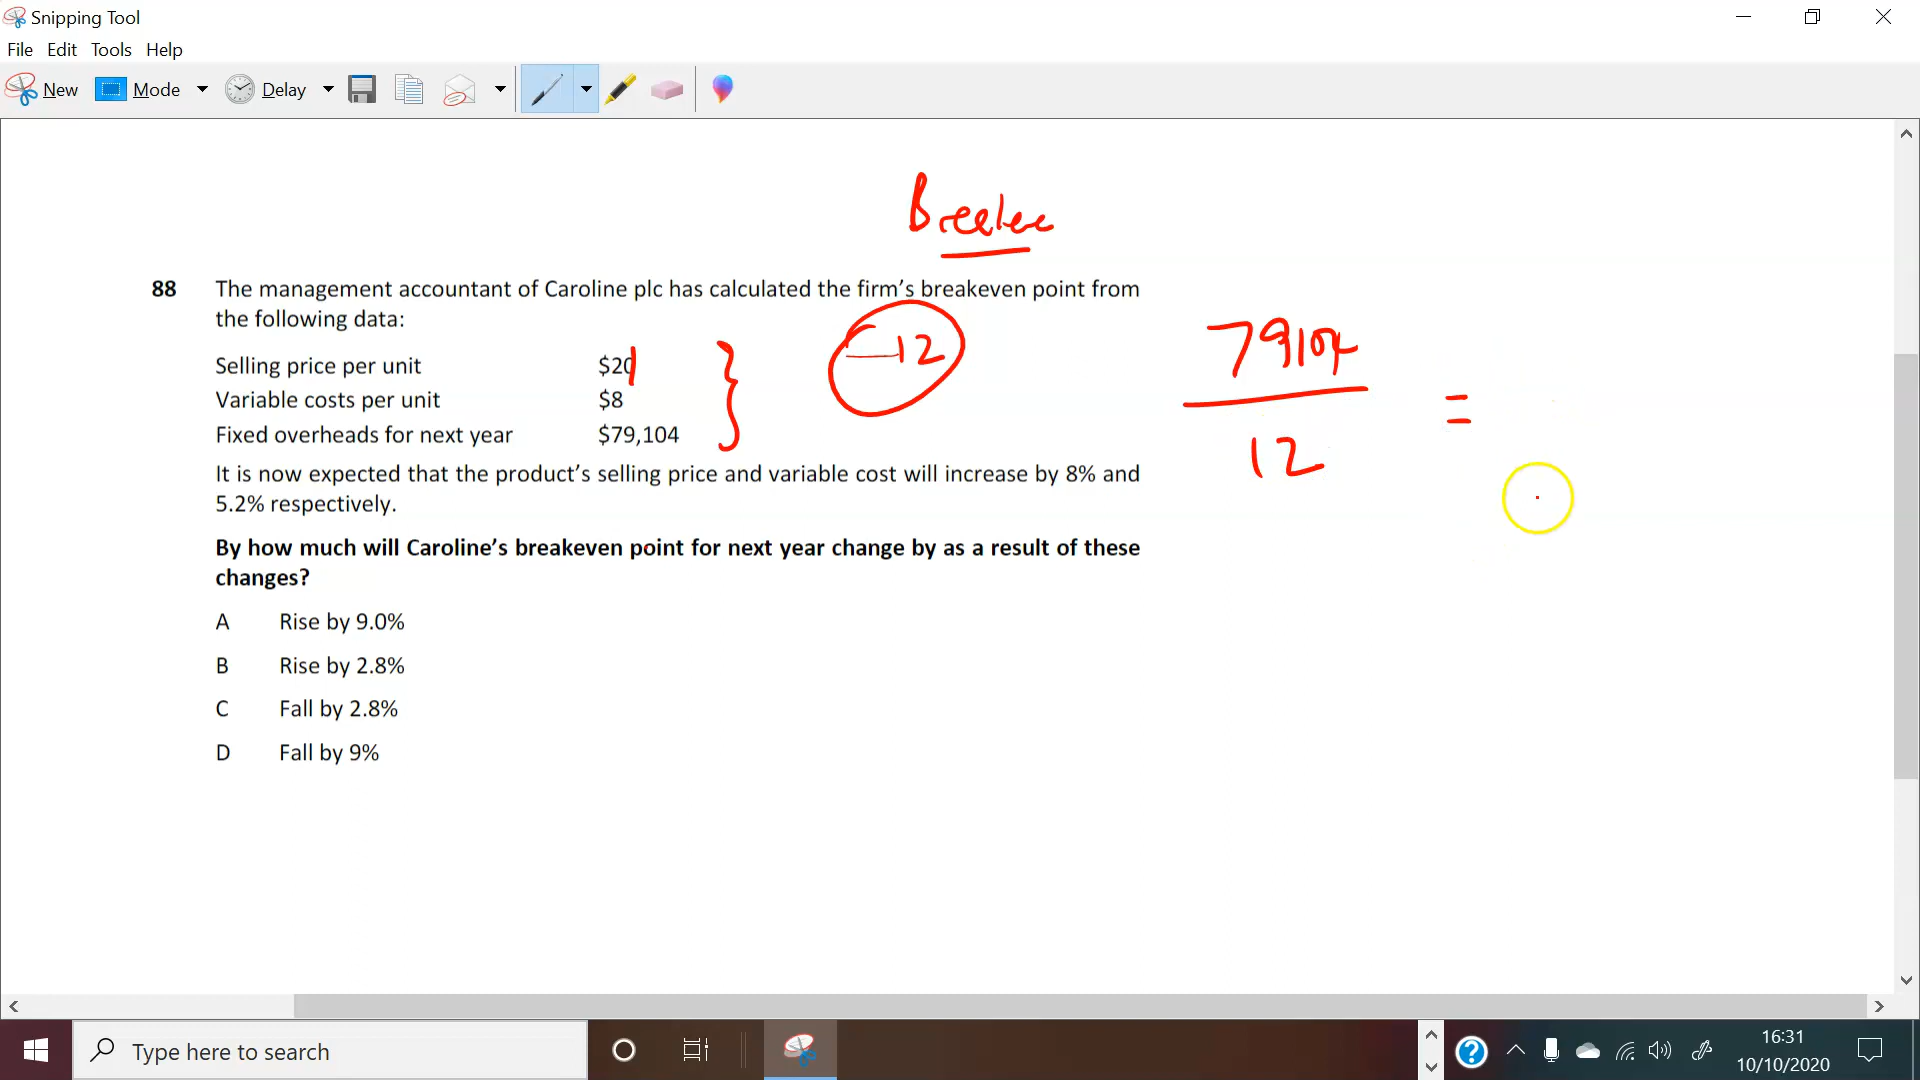 Snipping Tool
File Edit Tools Help
New Mode Delay
88 The management accountant of Caroline plc has calculated the firm's breakeven point from
the following data:
Selling price per unit $20
Variable costs per unit $8
Fixed overheads for next year $79,104
12
79104
12
=
It is now expected that the product's selling price and variable cost will increase by 8% and
5.2% respectively.
By how much will Caroline's breakeven point for next year change by as a result of these
changes?
A Rise by 9.0%
B Rise by 2.8%
C Fall by 2.8%
D Fall by 9%
Type here to search
16:31
10/10/2020